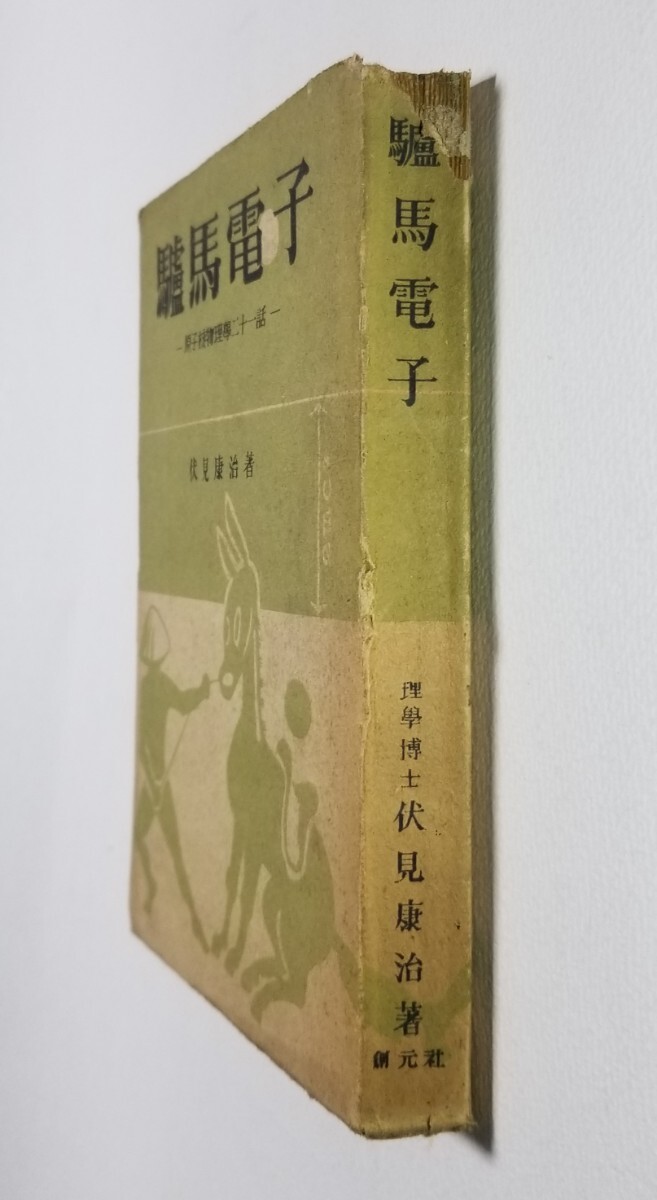 驢馬電子
—原子核物理學二十一話—
伏見康治著
驢馬電子
理學博士
伏見康治著
創元社